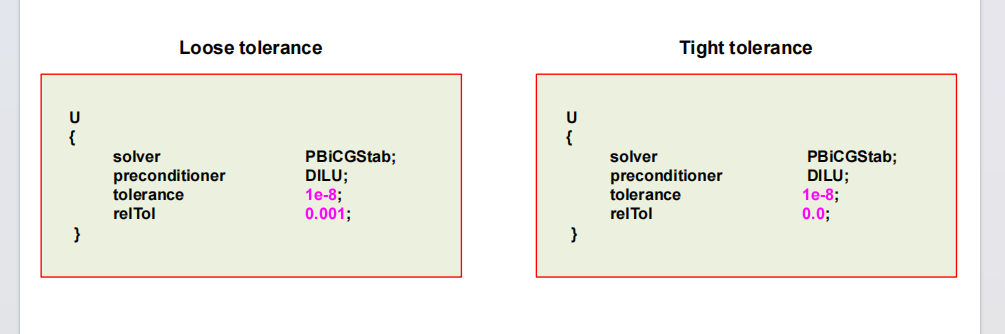 Loose tolerance
U
{
solver PBiCGStab;
preconditioner DILU;
tolerance 1e-8;
relTol 0.001;
}
Tight tolerance
U
{
solver PBiCGStab;
preconditioner DILU;
tolerance 1e-8;
relTol 0.0;
}